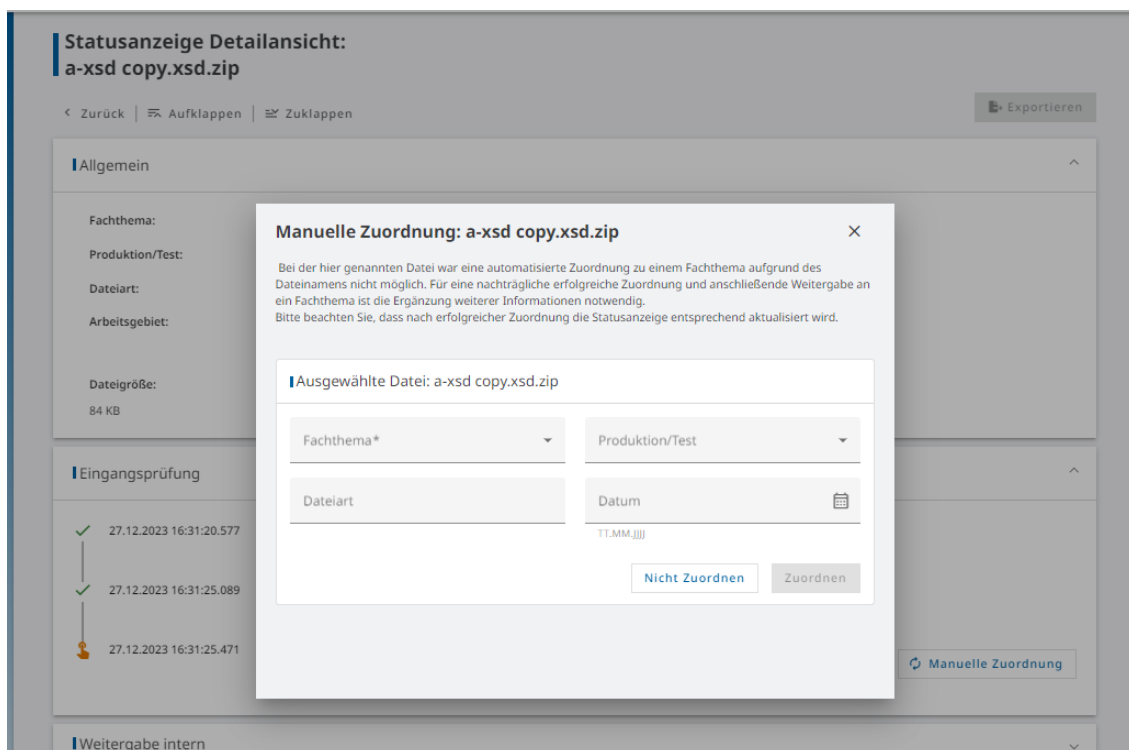 Statusanzeige Detailansicht:
a-xsd copy.xsd.zip
Zurück
Aufklappen
Zuklappen
Exportieren
Allgemein
Fachthema:
Produktion/Test:
Dateiart:
Arbeitsgebiet:
Dateigröße:
84 KB
Eingangsprüfung
27.12.2023 16:31:20.577
27.12.2023 16:31:25.089
27.12.2023 16:31:25.471
Manuelle Zuordnung
Weitergabe intern
Manuelle Zuordnung: a-xsd copy.xsd.zip
Bei der hier genannten Datei war eine automatisierte Zuordnung zu einem Fachthema aufgrund des
Dateinamens nicht möglich. Für eine nachträgliche erfolgreiche Zuordnung und anschließende Weitergabe an
ein Fachthema ist die Ergänzung weiterer Informationen notwendig.
Bitte beachten Sie, dass nach erfolgreicher Zuordnung die Statusanzeige entsprechend aktualisiert wird.
Ausgewählte Datei: a-xsd copy.xsd.zip
Fachthema*
Produktion/Test
Dateiart
Datum
TT.MM.JJJJ
Nicht Zuordnen
Zuordnen